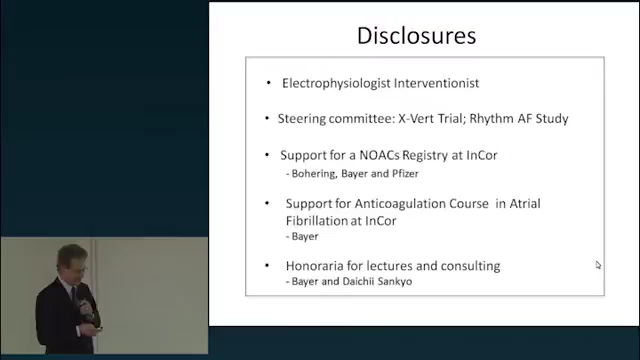 Disclosures
• Electrophysiologist Interventionist
• Steering committee: X-Vert Trial; Rhythm AF Study
• Support for a NOACs Registry at InCor
- Bohering, Bayer and Pfizer
• Support for Anticoagulation Course in Atrial
Fibrillation at InCor
- Bayer
• Honoraria for lectures and consulting
- Bayer and Daichii Sankyo